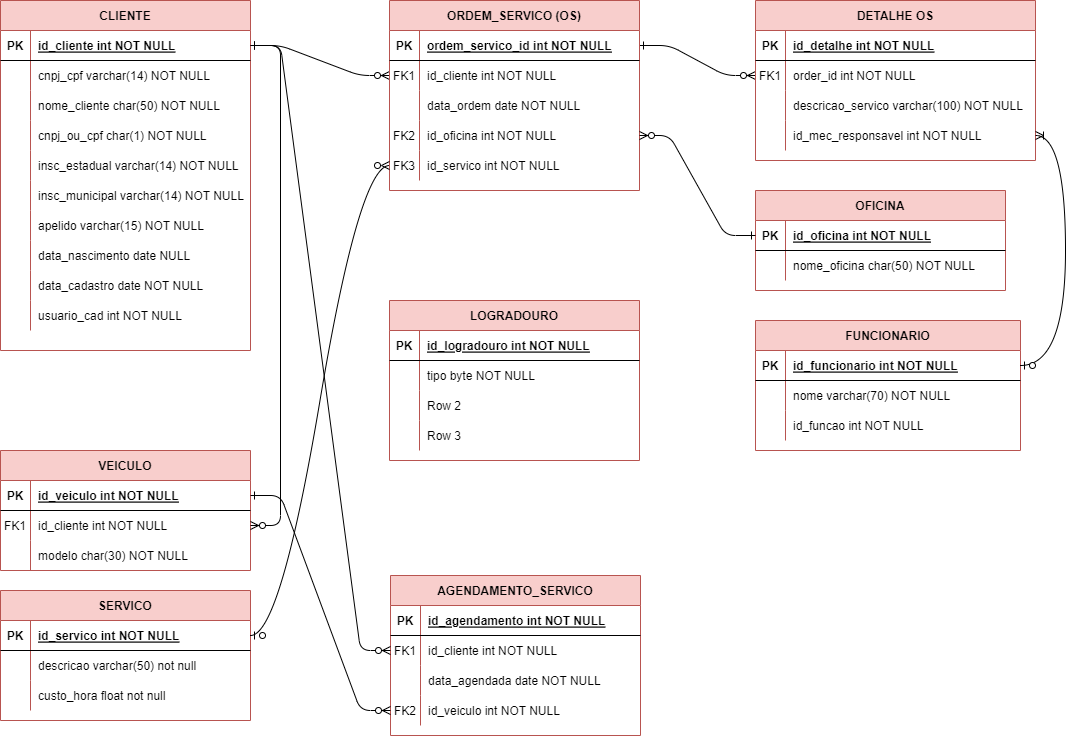 CLIENTE
PK id_cliente int NOT NULL
cnpj_cpf varchar(14) NOT NULL
nome_cliente char(50) NOT NULL
cnpj_ou_cpf char(1) NOT NULL
insc_estadual varchar(14) NOT NULL
insc_municipal varchar(14) NOT NULL
apelido varchar(15) NOT NULL
data_nascimento date NULL
data_cadastro date NOT NULL
usuario_cad int NOT NULL
ORDEM_SERVICO (OS)
PK ordem_servico_id int NOT NULL
FK1 id_cliente int NOT NULL
data_ordem date NOT NULL
FK2 id_oficina int NOT NULL
FK3 id_servico int NOT NULL
DETALHE OS
PK id_detalhe int NOT NULL
FK1 order_id int NOT NULL
descricao_servico varchar(100) NOT NULL
id_mec_responsavel int NOT NULL
OFICINA
PK id_oficina int NOT NULL
nome_oficina char(50) NOT NULL
LOGRADOURO
PK id_logradouro int NOT NULL
tipo byte NOT NULL
Row 2
Row 3
FUNCIONARIO
PK id_funcionario int NOT NULL
nome varchar(70) NOT NULL
id_funcao int NOT NULL
VEICULO
PK id_veiculo int NOT NULL
FK1 id_cliente int NOT NULL
modelo char(30) NOT NULL
SERVICO
PK id_servico int NOT NULL
descricao varchar(50) not null
custo_hora float not null
AGENDAMENTO_SERVICO
PK id_agendamento int NOT NULL
FK1 id_cliente int NOT NULL
data_agendada date NOT NULL
FK2 id_veiculo int NOT NULL